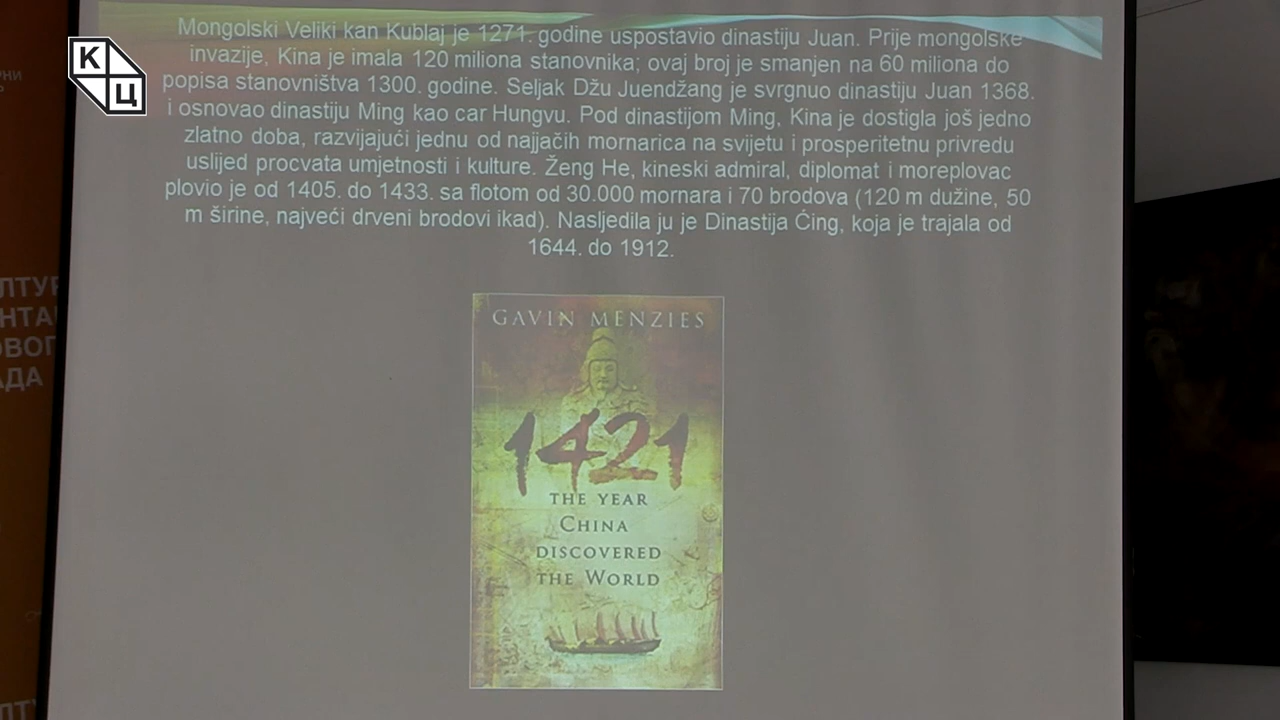 Mongolski Veliki kan Kublaj je 1271. godine uspostavio dinastiju Juan. Prije mongolske
invazije, Kina je imala 120 miliona stanovnika; ovaj broj je smanjen na 60 miliona do
popisa stanovništva 1300. godine. Seljak Džu Juendžang je svrgnuo dinastiju Juan 1368.
i osnovao dinastiju Ming kao car Hungvu. Pod dinastijom Ming, Kina je dostigla još jedno
zlatno doba, razvijajući jednu od najjačih mornarica na svijetu i prosperitetnu privredu
uslijed procvata umjetnosti i kulture. Ženg He, kineski admiral, diplomat i moreplovac
plovio je od 1405. do 1433. sa flotom od 30.000 mornara i 70 brodova (120 m dužine, 50
m širine, najveći drveni brodovi ikad). Nasljedila ju je Dinastija Ćing, koja je trajala od
1644. do 1912.
GAVIN MENZIES
1421
THE YEAR
CHINA
DISCOVERED
THE WORLD
К
Ц